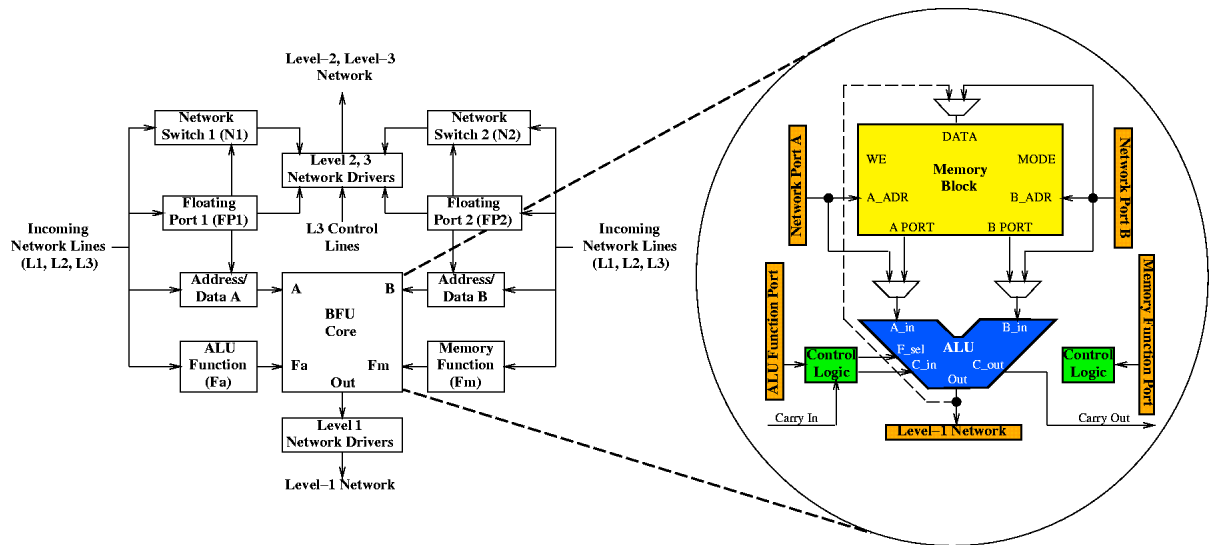 Level–2, Level–3
Network
Network
Switch 1 (N1)
Network
Switch 2 (N2)
Level 2, 3
Network Drivers
Floating
Port 1 (FP1)
Floating
Port 2 (FP2)
L3 Control
Lines
Incoming
Network Lines
(L1, L2, L3)
Incoming
Network Lines
(L1, L2, L3)
Address/
Data A
Address/
Data B
A
B
BFU
Core
ALU
Function
(Fa)
Fa
Fm
Memory
Function
(Fm)
Out
Level 1
Network Drivers
Level–1 Network
Network Port A
Network Port B
DATA
WE
MODE
Memory
Block
A_ADR
B_ADR
A PORT
B PORT
ALU Function Port
Memory Function Port
A_in
B_in
F_sel
ALU
C_in
C_out
Out
Control
Logic
Control
Logic
Carry In
Carry Out
Level–1 Network